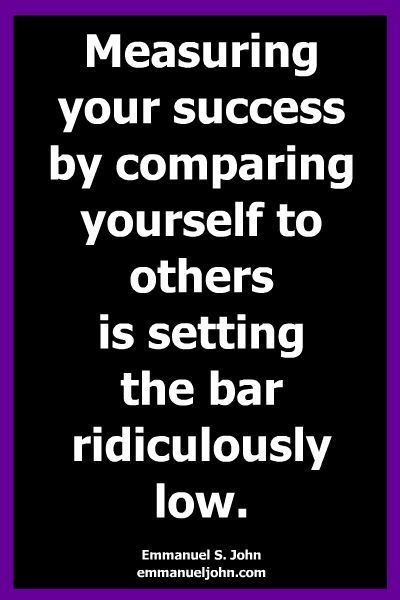 Measuring
your success
by comparing
yourself to
others
is setting
the bar
ridiculously
low.
Emmanuel S. John
emmanueljohn.com